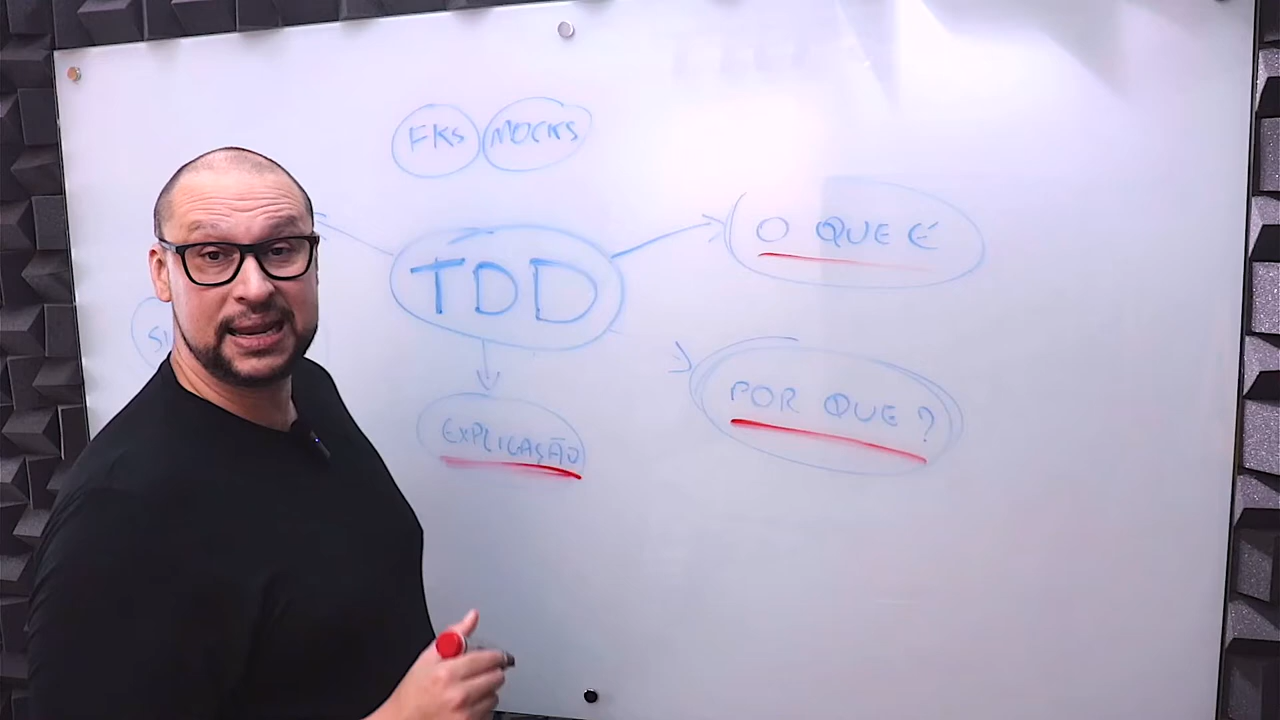 FKS MOCKS
O QUE É
TDD
POR QUE ?
EXPLICAÇÃO